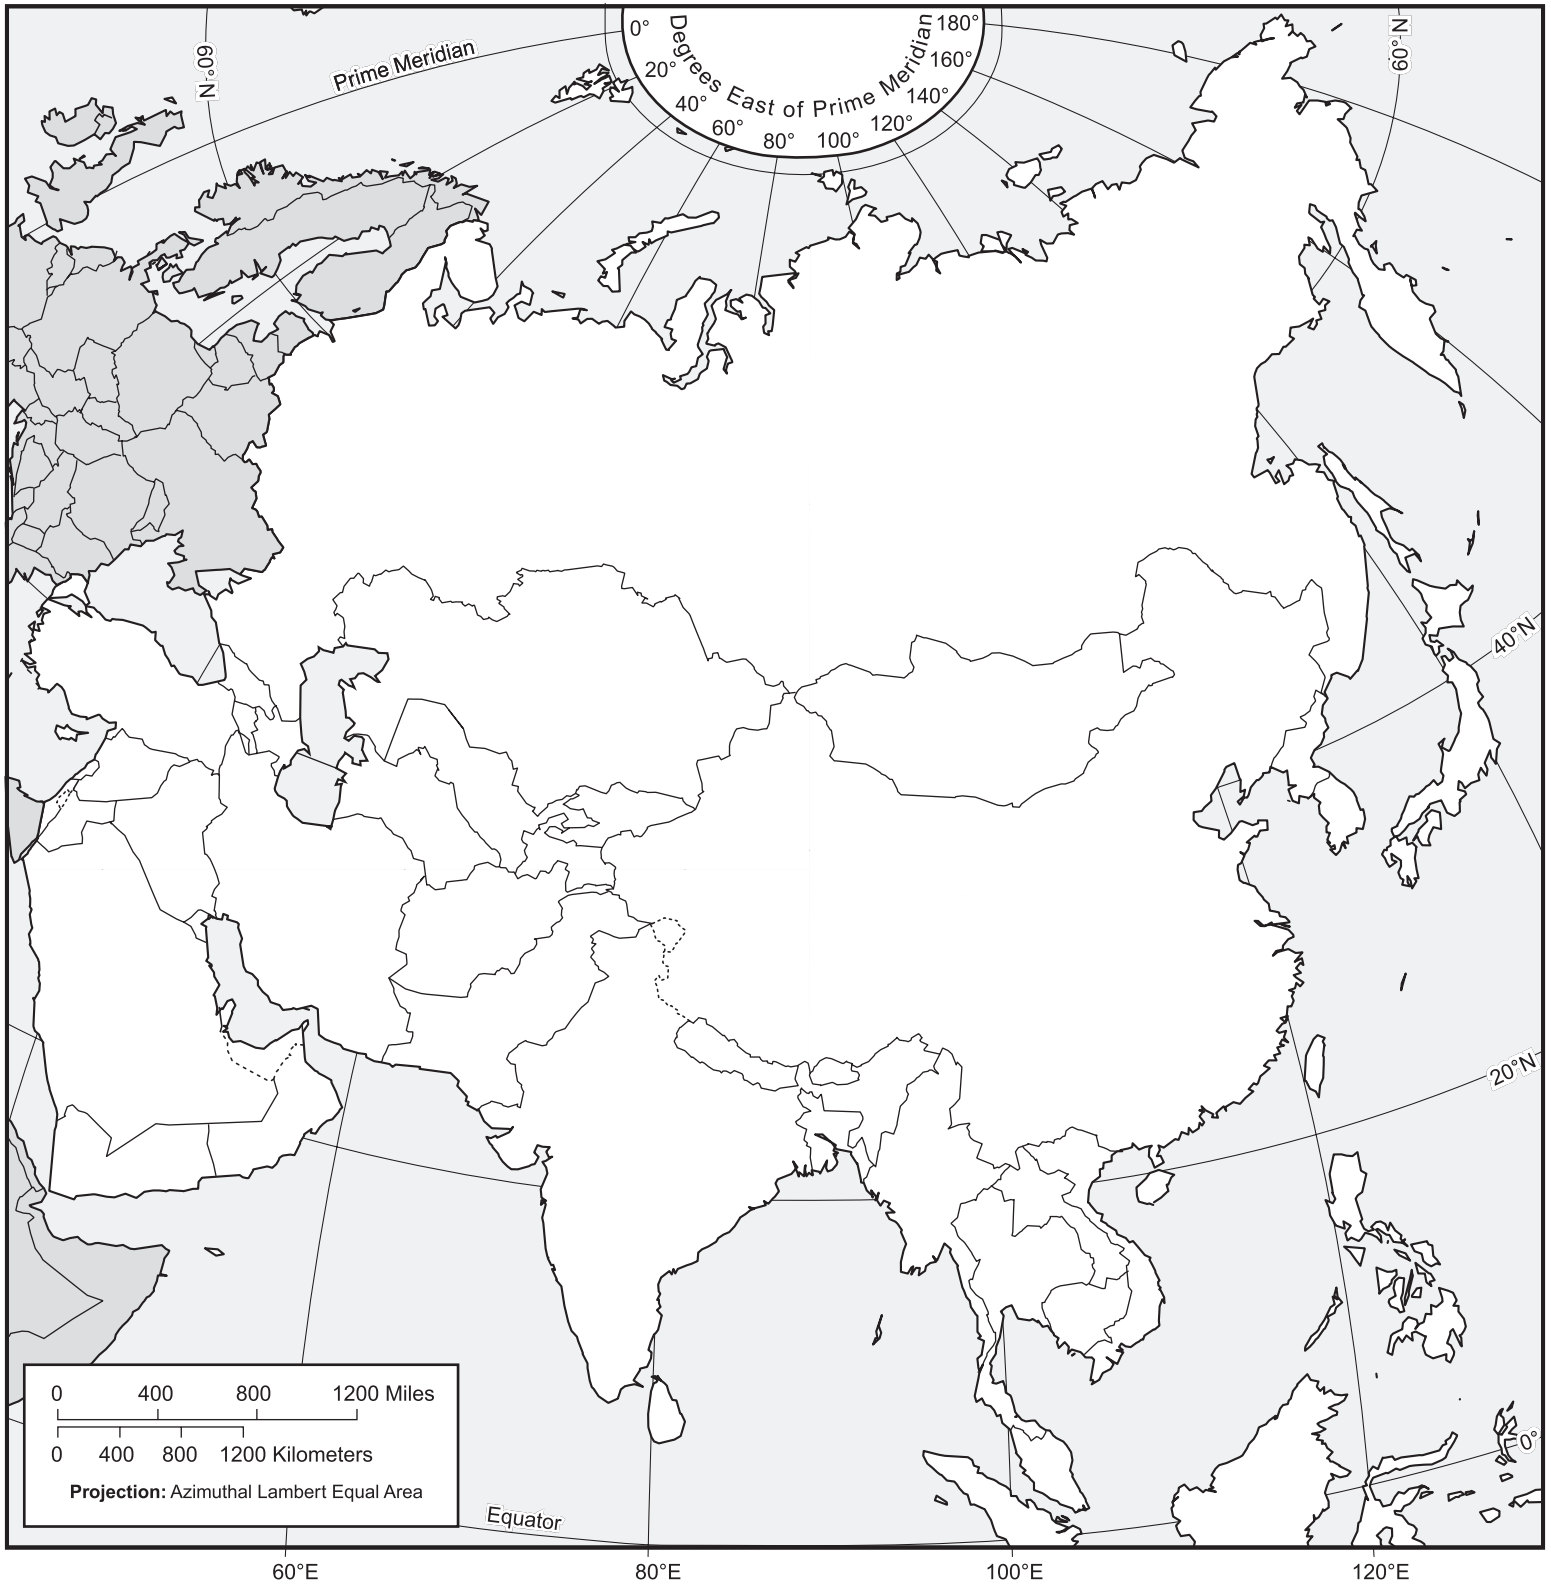 Degrees East of Prime Meridian
0°
20°
40°
60°
80°
100°
120°
140°
160°
180°
60°N
Prime Meridian
60°N
40°N
20°N
0°
0 400 800 1200 Miles
0 400 800 1200 Kilometers
Projection: Azimuthal Lambert Equal Area
Equator
60°E 80°E 100°E 120°E